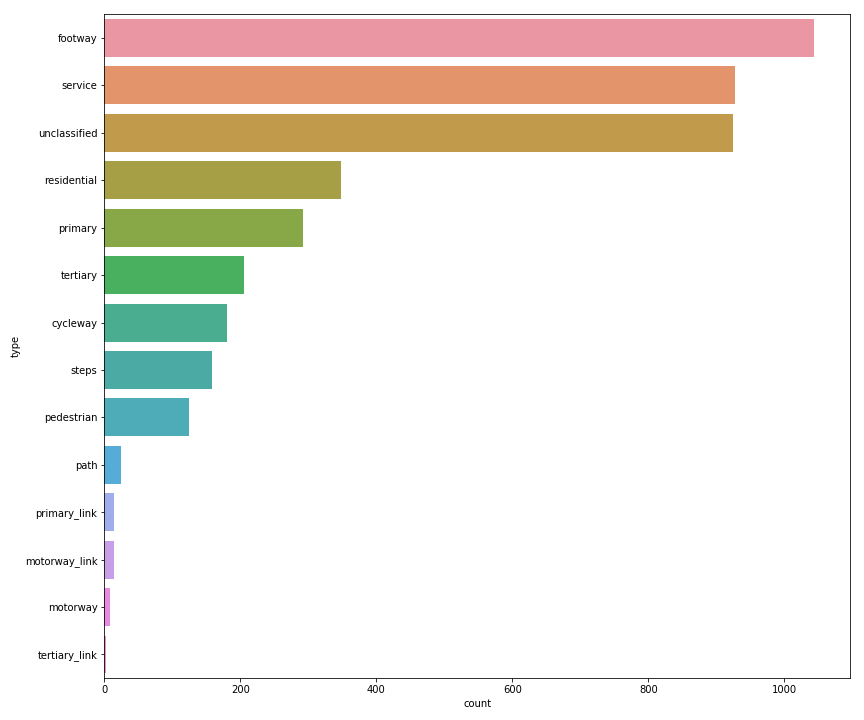 footway
service
unclassified
residential
primary
tertiary
cycleway
steps
pedestrian
path
primary_link
motorway_link
motorway
tertiary_link
type
0 200 400 600 800 1000
count